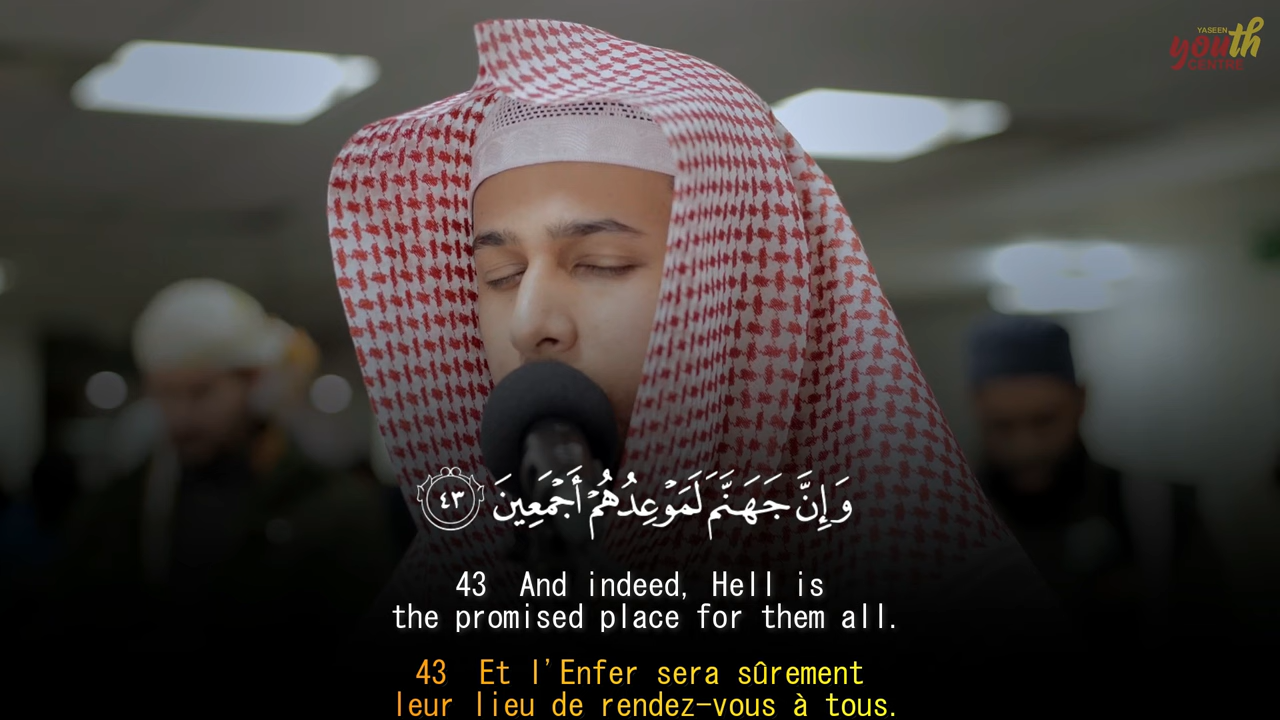 YASEEN
youth
CENTRE
وَإِنَّ جَهَنَّمَ لَمَوْعِدُهُمْ أَجْمَعِينَ ٤٣
43 And indeed, Hell is
the promised place for them all.
43 Et l'Enfer sera sûrement
leur lieu de rendez-vous à tous.